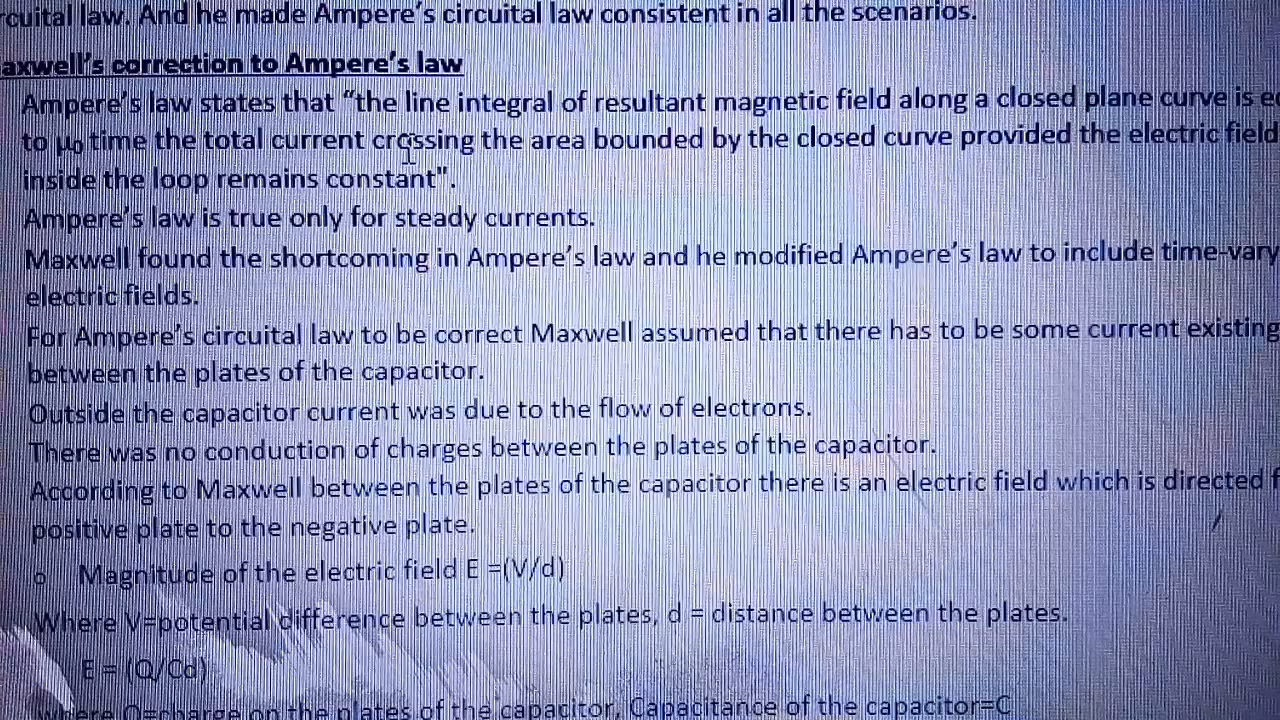 rcuital law. And he made Ampere's circuital law consistent in all the scenarios.
axwell's correction to Ampere's law
Ampere's law states that "the line integral of resultant magnetic field along a closed plane curve is e
to μ₀ time the total current crossing the area bounded by the closed curve provided the electric field
inside the loop remains constant".
Ampere's law is true only for steady currents.
Maxwell found the shortcoming in Ampere's law and he modified Ampere's law to include time-vary
electric fields.
For Ampere's circuital law to be correct Maxwell assumed that there has to be some current existing
between the plates of the capacitor.
Outside the capacitor current was due to the flow of electrons.
There was no conduction of charges between the plates of the capacitor.
According to Maxwell between the plates of the capacitor there is an electric field which is directed f
positive plate to the negative plate.
o Magnitude of the electric field E =(V/d)
Where V=potential difference between the plates, d = distance between the plates.
E = (Q/Cd)
where Q=charge on the plates of the capacitor, Capacitance of the capacitor=C